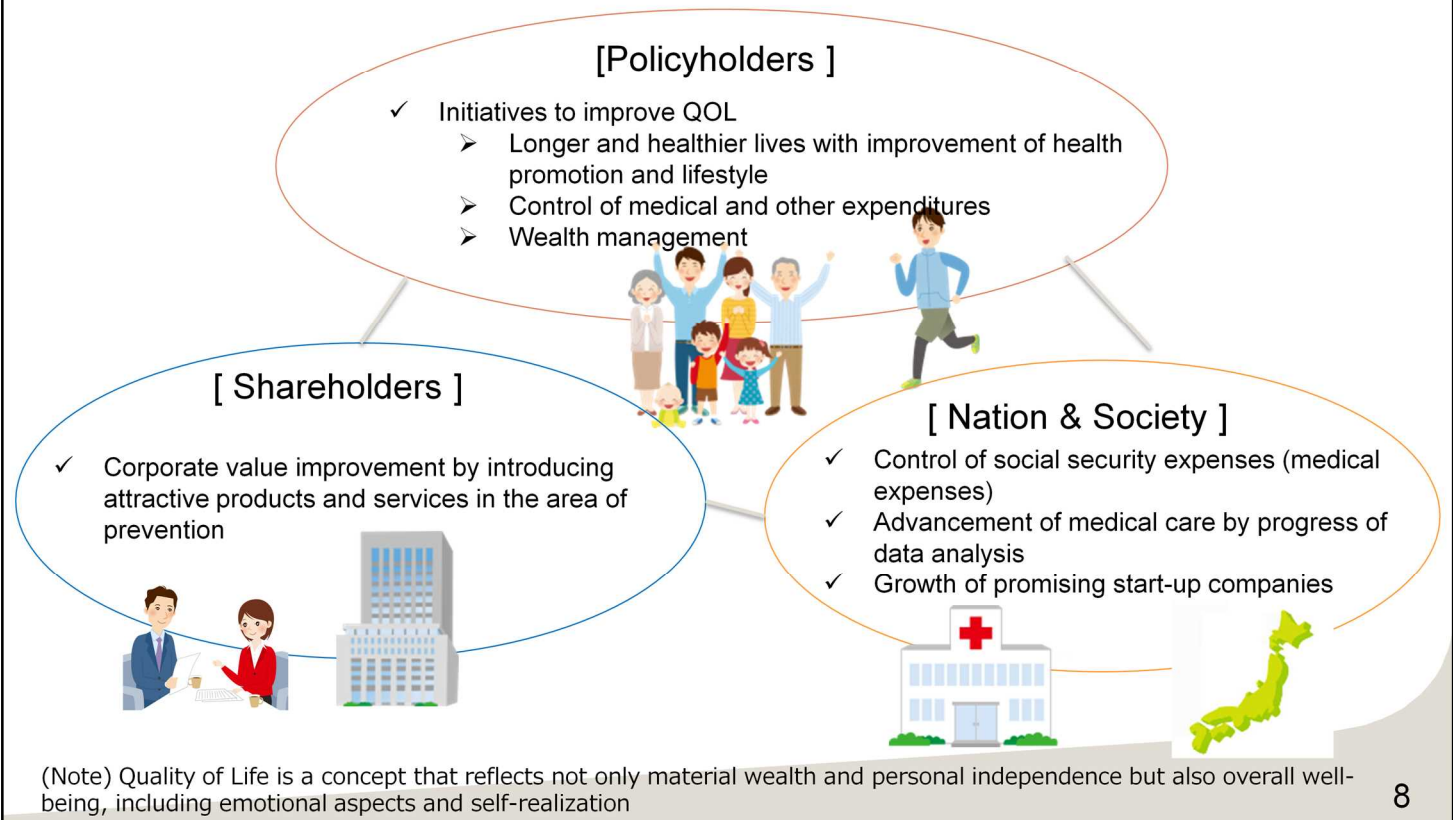 [Policyholders ]
✓ Initiatives to improve QOL
➢ Longer and healthier lives with improvement of health
promotion and lifestyle
➢ Control of medical and other expenditures
➢ Wealth management
[ Shareholders ]
✓ Corporate value improvement by introducing
attractive products and services in the area of
prevention
[ Nation & Society ]
✓ Control of social security expenses (medical
expenses)
✓ Advancement of medical care by progress of
data analysis
✓ Growth of promising start-up companies
(Note) Quality of Life is a concept that reflects not only material wealth and personal independence but also overall well-
being, including emotional aspects and self-realization
8